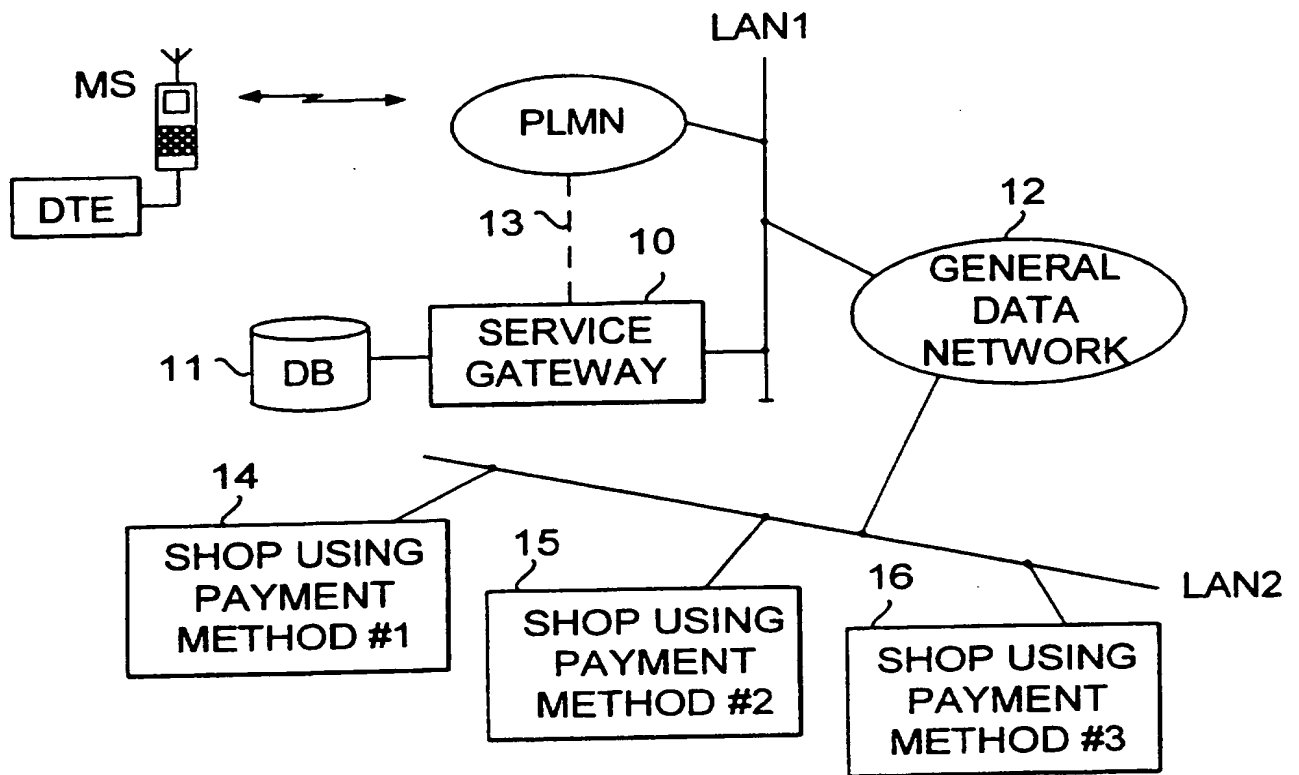 LAN1
MS
PLMN
DTE
12
13
10
GENERAL
DATA
NETWORK
SERVICE
GATEWAY
11
DB
14
SHOP USING
PAYMENT
METHOD #1
15
SHOP USING
PAYMENT
METHOD #2
16
LAN2
SHOP USING
PAYMENT
METHOD #3